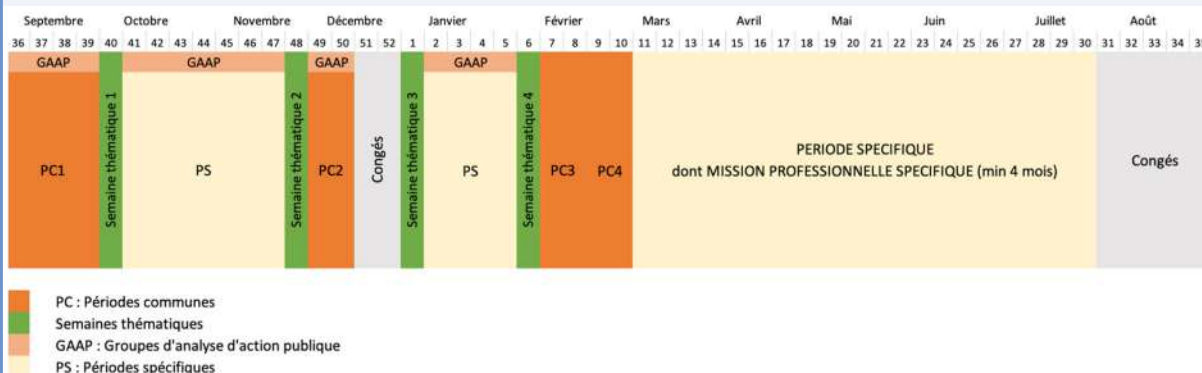 Septembre Octobre Novembre Décembre Janvier Février Mars Avril Mai Juin Juillet Août
36 37 38 39 40 41 42 43 44 45 46 47 48 49 50 51 52 1 2 3 4 5 6 7 8 9 10 11 12 13 14 15 16 17 18 19 20 21 22 23 24 25 26 27 28 29 30 31 32 33 34
GAAP GAAP GAAP GAAP
PC1
Semaine thématique 1
PS
Semaine thématique 2
PC2
Congés
Semaine thématique 3
PS
Semaine thématique 4
PC3 PC4
PERIODE SPECIFIQUE
dont MISSION PROFESSIONNELLE SPECIFIQUE (min 4 mois)
Congés
PC : Périodes communes
Semaines thématiques
GAAP : Groupes d'analyse d'action publique
PS : Périodes spécifiques